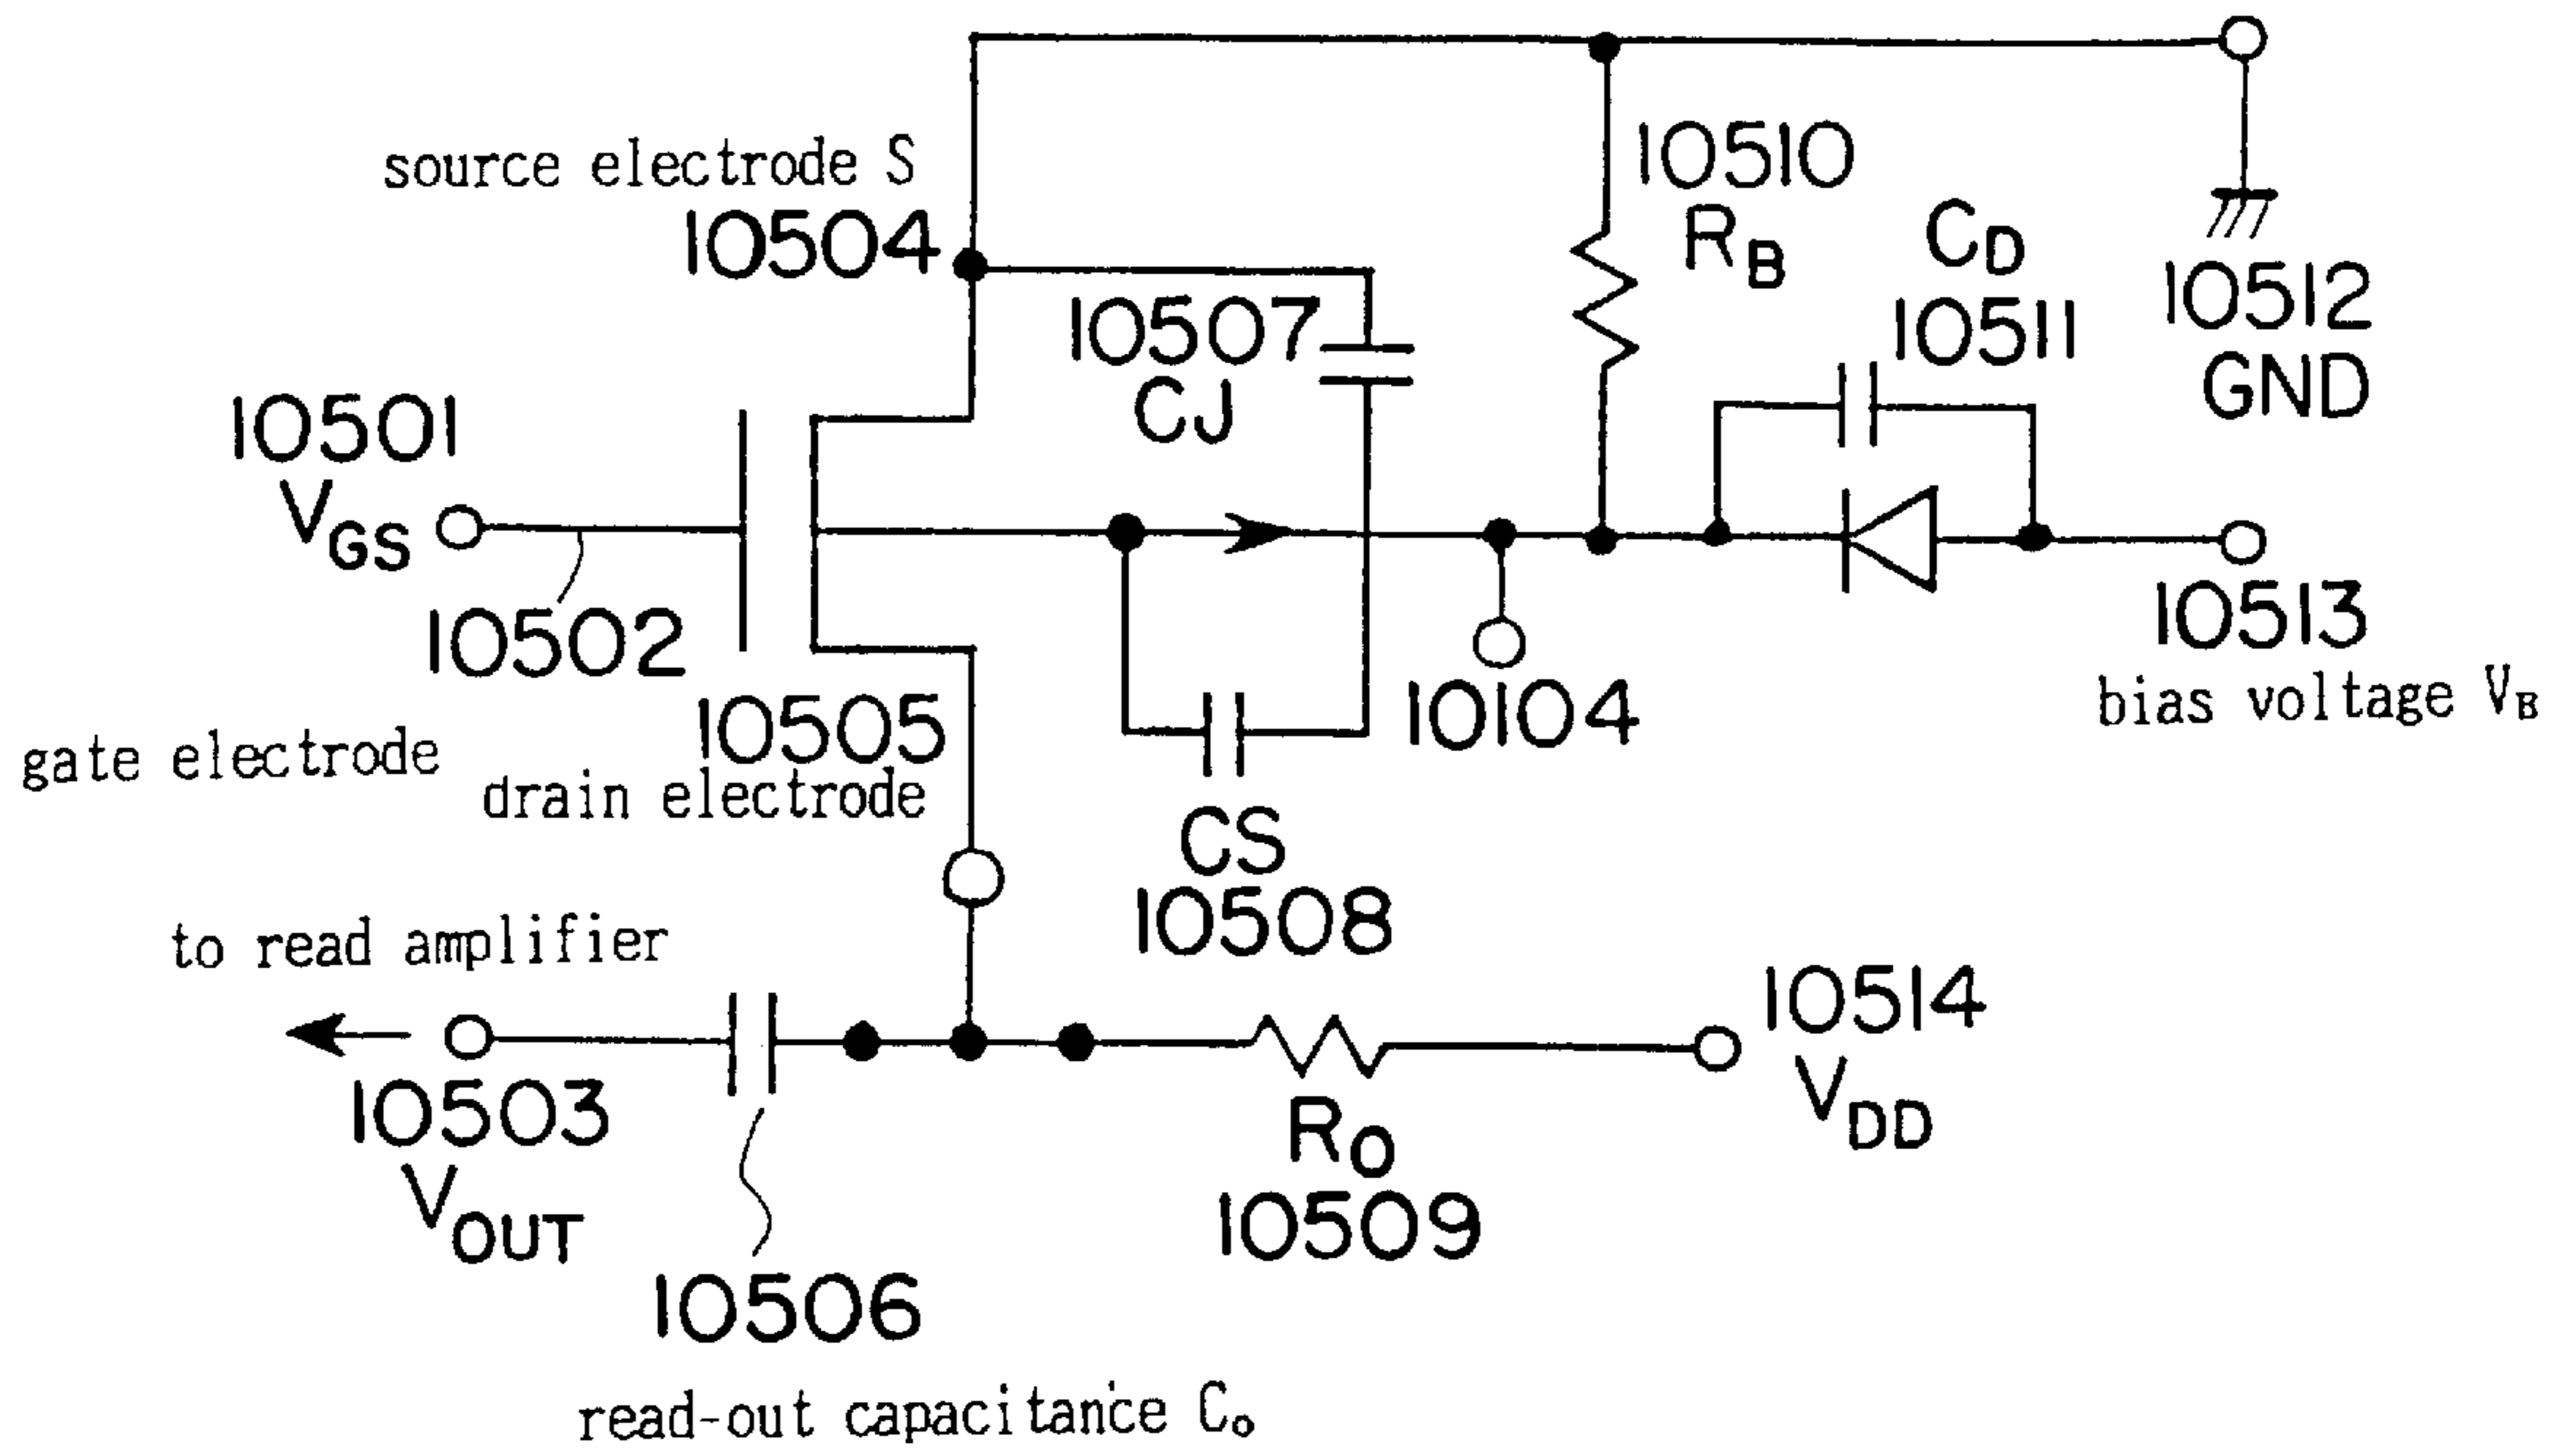 source electrode S
10504
10510
R_B
C_D
10511
10512
GND
10507
CJ
10501
V_GS
10502
gate electrode
10505
drain electrode
10104
10513
bias voltage V_B
CS
10508
to read amplifier
10503
V_OUT
10514
V_DD
R_O
10509
10506
read-out capacitance C_o